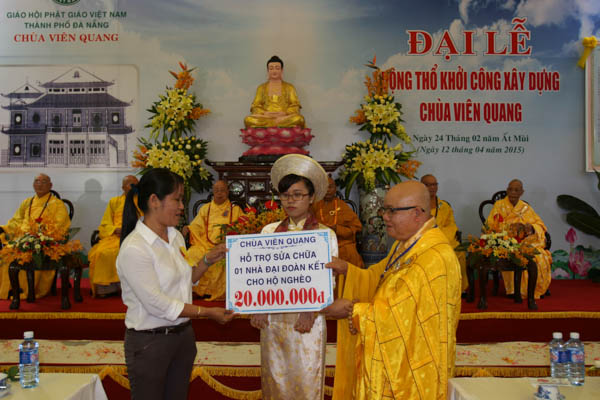 GIÁO HỘI PHẬT GIÁO VIỆT NAM
THÀNH PHỐ ĐÀ NẴNG
CHÙA VIÊN QUANG
ĐẠI LỄ
ĐỘNG THỔ KHỞI CÔNG XÂY DỰNG
CHÙA VIÊN QUANG
Ngày 24 Tháng 02 năm Ất Mùi
(Ngày 12 tháng 04 năm 2015)
CHÙA VIÊN QUANG:
HỖ TRỢ SỬA CHỮA
01 NHÀ ĐẠI ĐOÀN KẾT
CHO HỘ NGHÈO
20.000.000đ